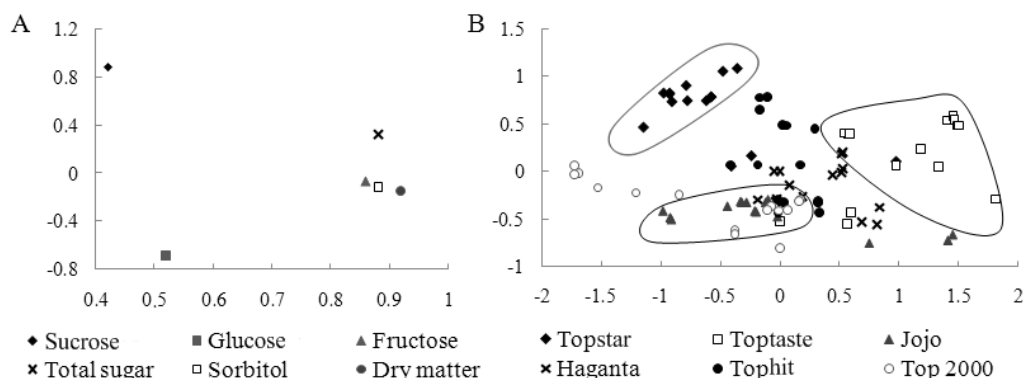 A
1.2
0.8
0.4
0
-0.4
-0.8
0.4 0.5 0.6 0.7 0.8 0.9 1
Sucrose Glucose Fructose
Total sugar Sorbitol Dry matter
B
1.5
1
0.5
0
-0.5
-1
-2 -1.5 -1 -0.5 0 0.5 1 1.5 2
Topstar Toptaste Jojo
Haganta Tophit Top 2000